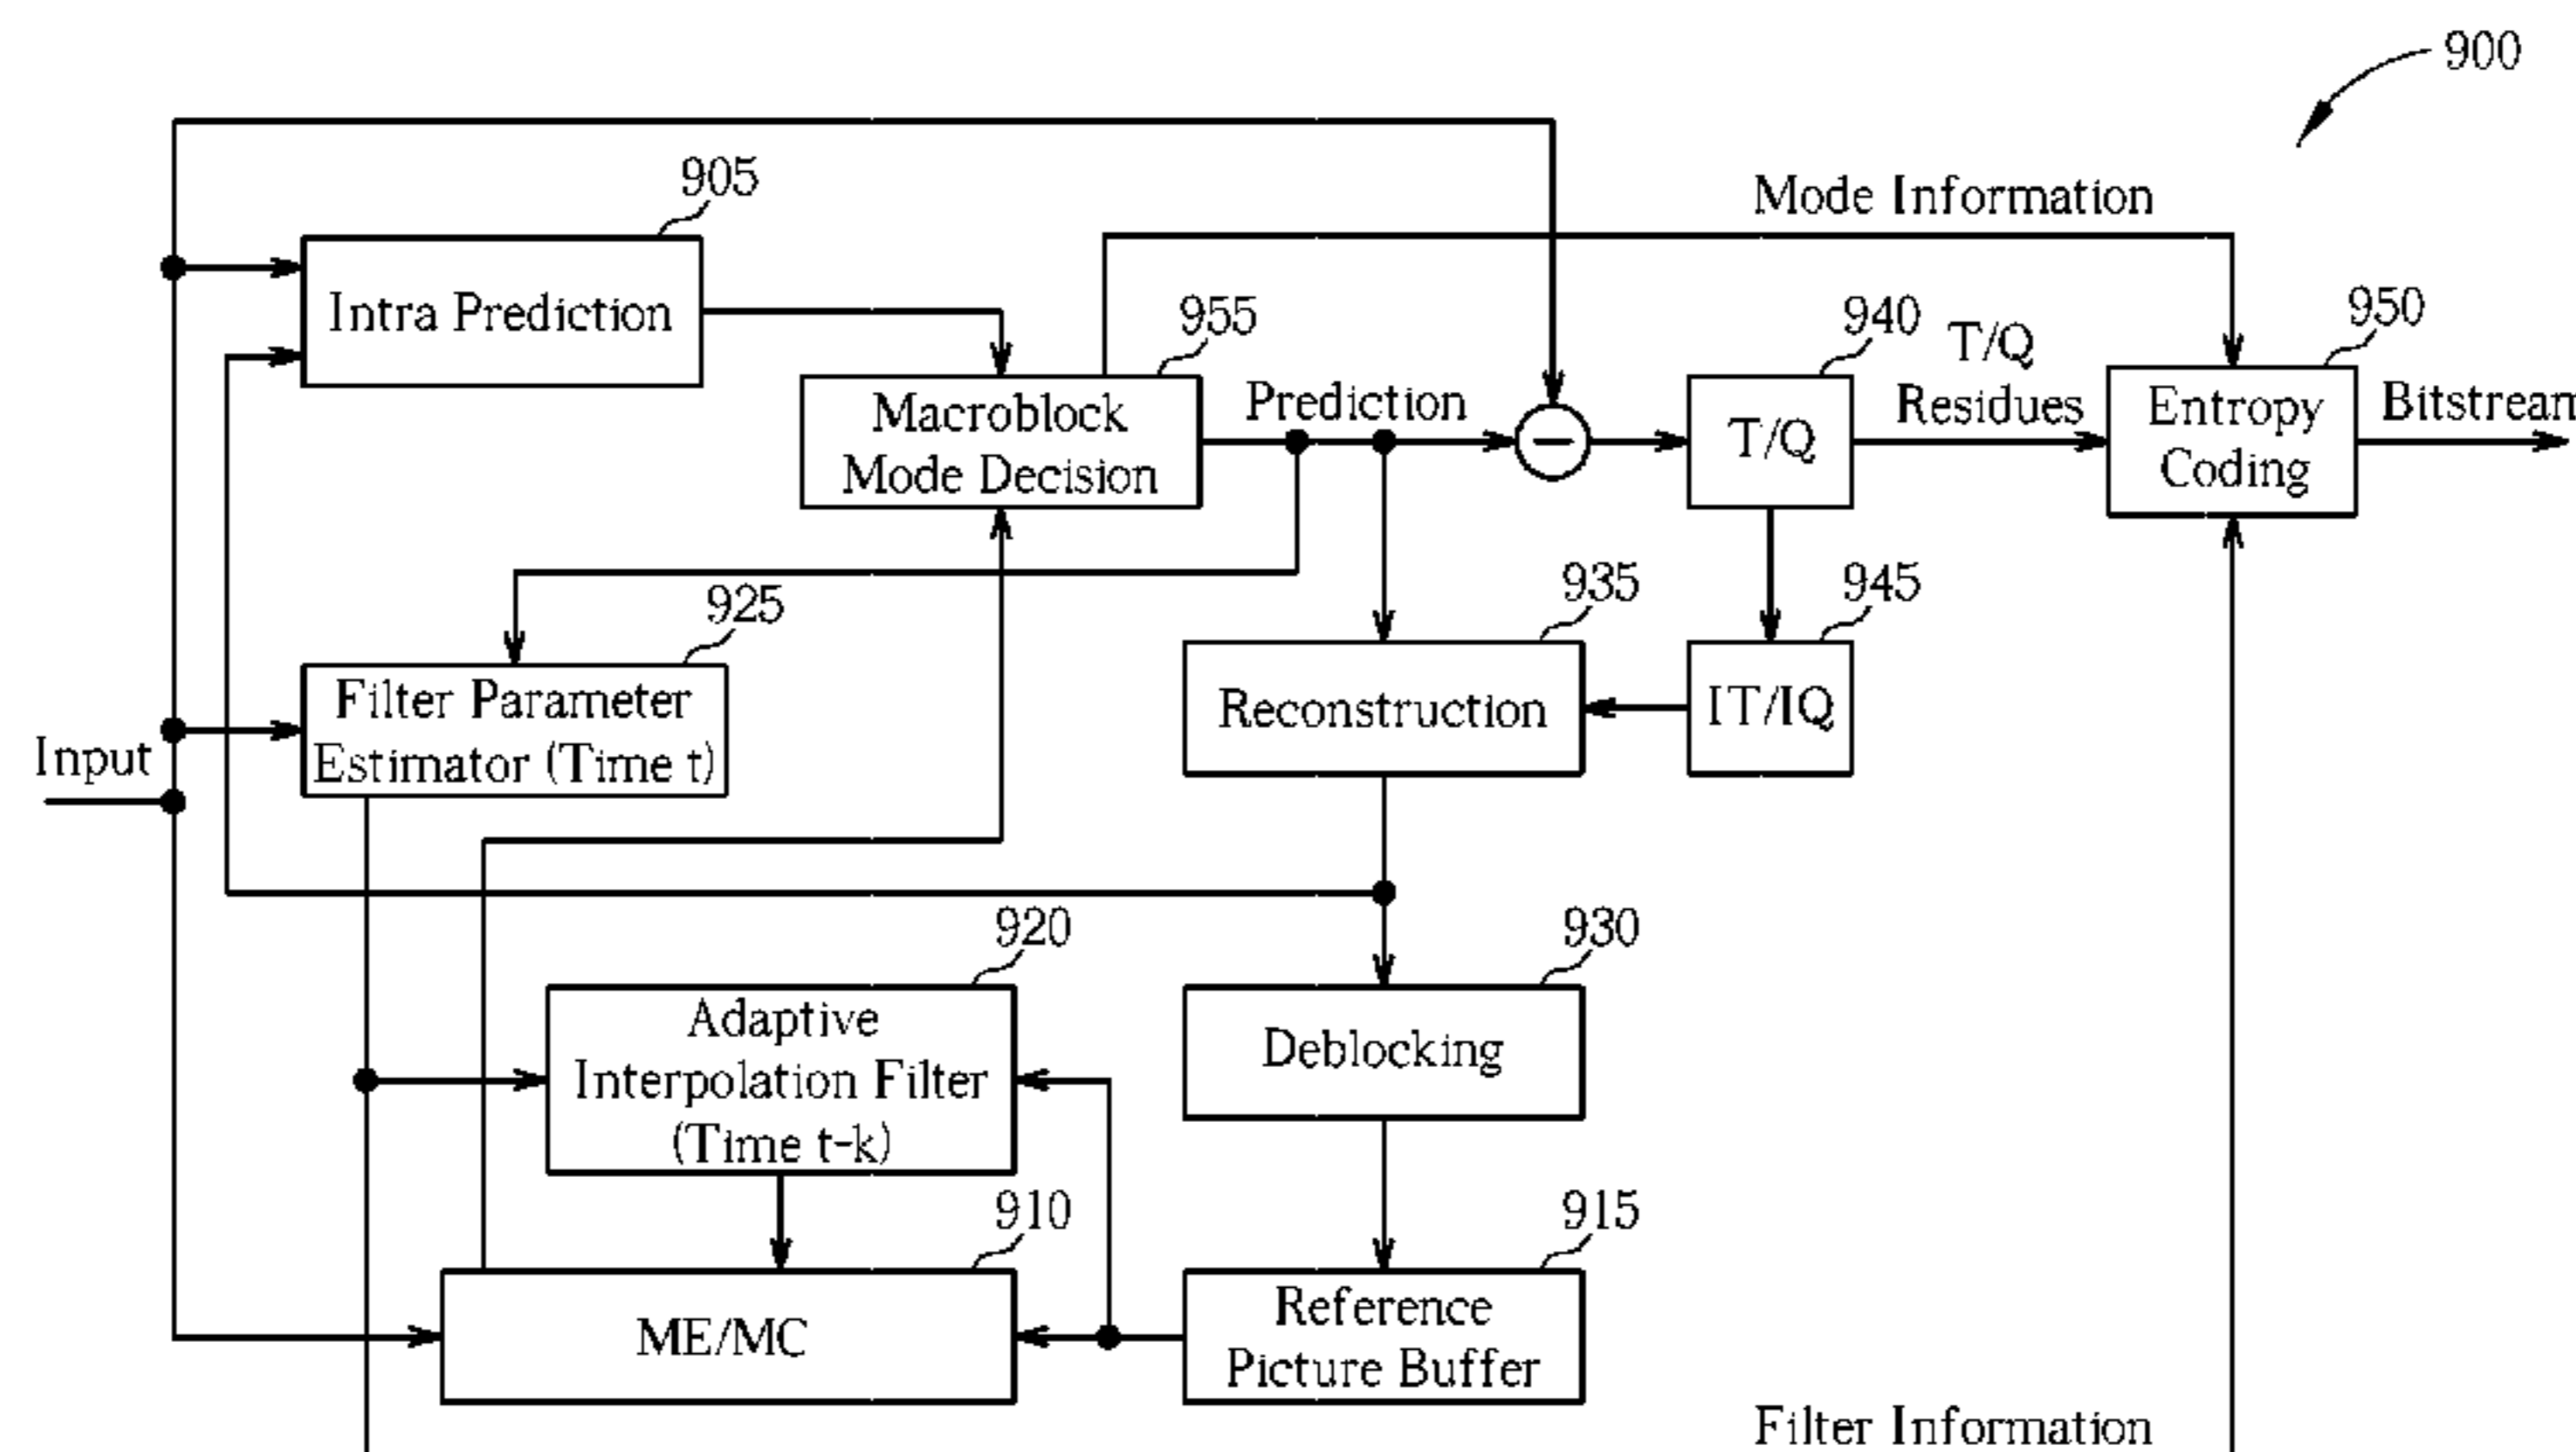 900
905
Mode Information
Intra Prediction
955
940
T/Q
Residues
950
Macroblock
Mode Decision
Prediction
T/Q
Entropy
Coding
Bitstream
925
935
945
Filter Parameter
Estimator (Time t)
Reconstruction
IT/IQ
Input
920
930
Adaptive
Interpolation Filter
(Time t-k)
Deblocking
910
915
ME/MC
Reference
Picture Buffer
Filter Information